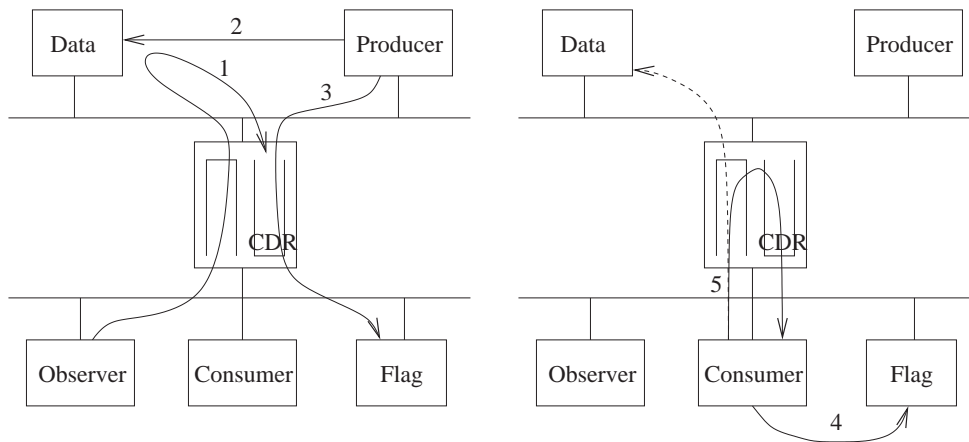 Data
2
Producer
1
3
CDR
Observer
Consumer
Flag
Data
Producer
CDR
5
Observer
Consumer
Flag
4